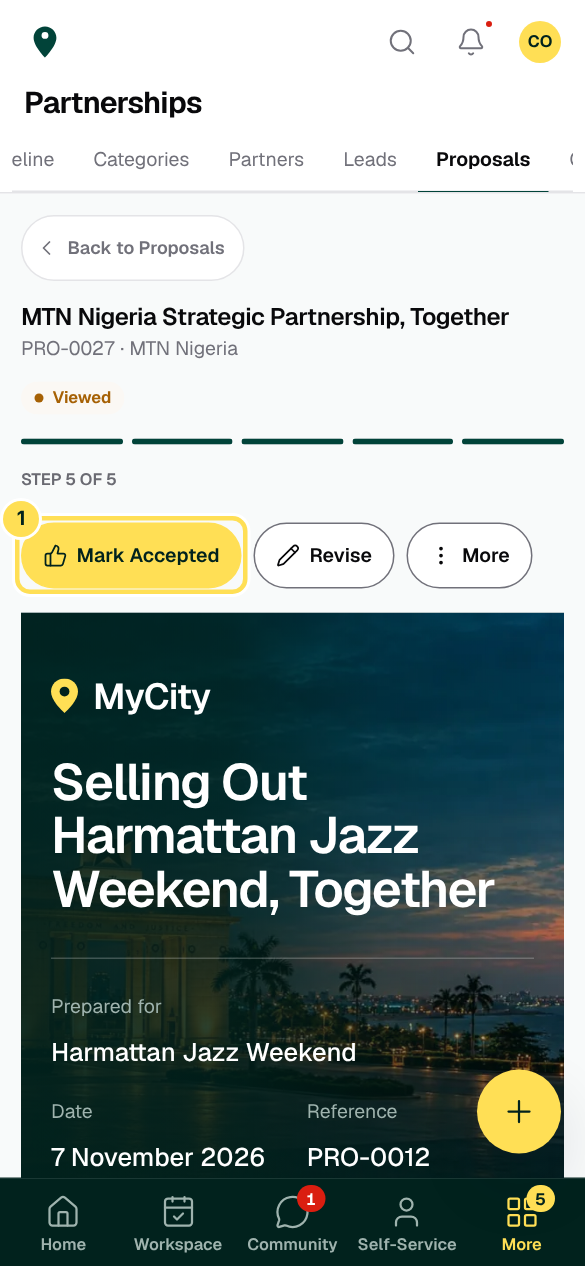 CO
Partnerships
eline Categories Partners Leads Proposals
Back to Proposals
MTN Nigeria Strategic Partnership, Together
PRO-0027 · MTN Nigeria
Viewed
STEP 5 OF 5
1
Mark Accepted Revise More
MyCity
Selling Out
Harmattan Jazz
Weekend, Together
Prepared for
Harmattan Jazz Weekend
Date Reference
7 November 2026 PRO-0012
1 5
Home Workspace Community Self-Service More